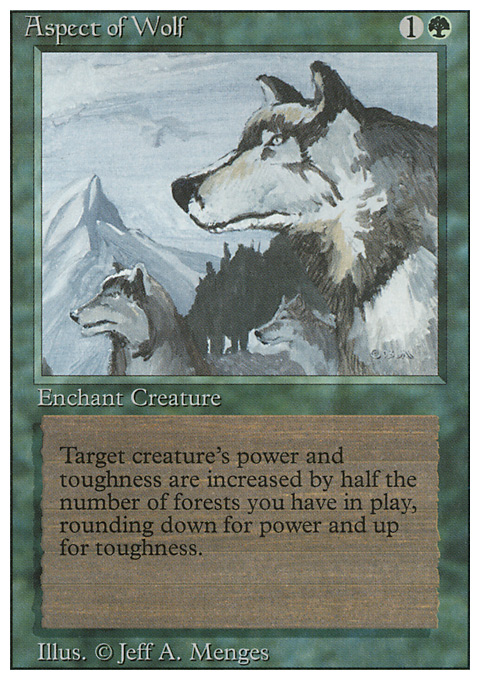 Aspect of Wolf 1
Enchant Creature
Target creature's power and
toughness are increased by half the
number of forests you have in play,
rounding down for power and up
for toughness.
Illus. © Jeff A. Menges